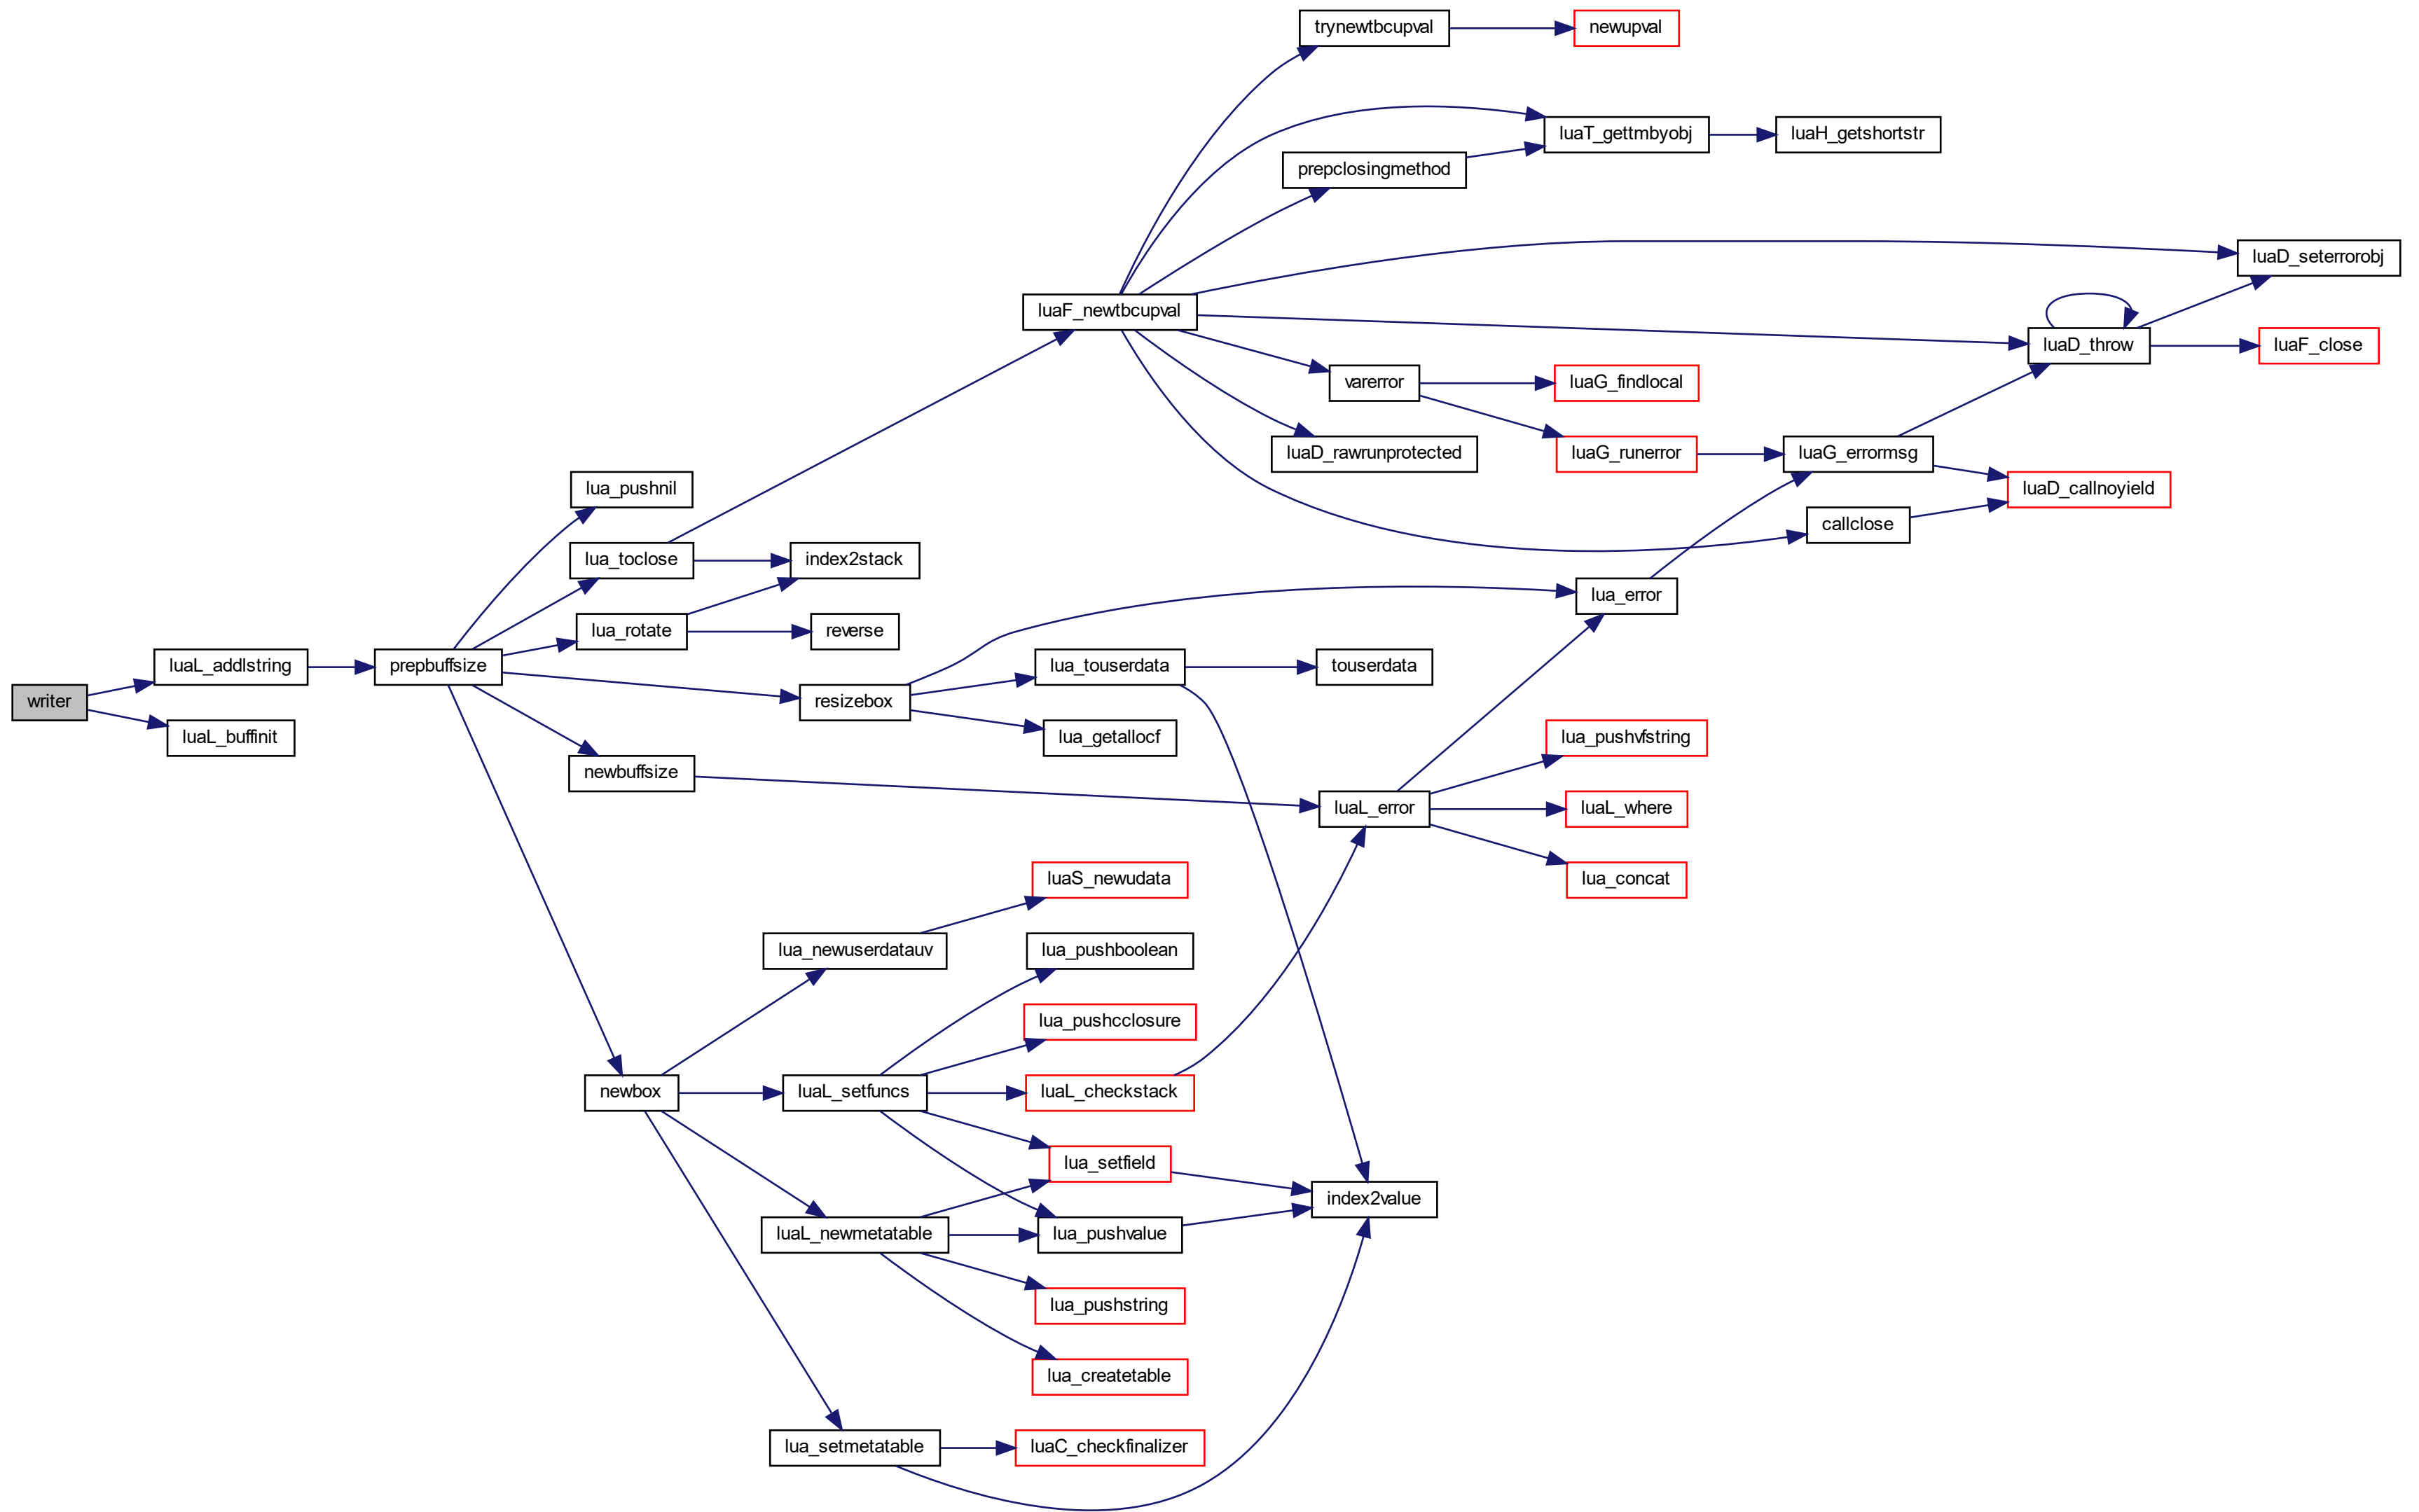 trynewtbcupval
newupval
luaT_gettmbyobj
luaH_getshortstr
prepclosingmethod
luaD_seterrorobj
luaF_newtbcupval
luaD_throw
luaF_close
varerror
luaG_findlocal
luaD_rawrunprotected
luaG_runerror
luaG_errormsg
lua_pushnil
luaD_callnoyield
callclose
lua_toclose
index2stack
lua_error
lua_rotate
reverse
luaL_addlstring
prepbuffsize
lua_touserdata
touserdata
writer
resizebox
luaL_buffinit
lua_getallocf
lua_pushvfstring
newbuffsize
luaL_error
luaL_where
lua_concat
luaS_newudata
lua_newuserdatauv
lua_pushboolean
lua_pushcclosure
newbox
luaL_setfuncs
luaL_checkstack
lua_setfield
index2value
luaL_newmetatable
lua_pushvalue
lua_pushstring
lua_createtable
lua_setmetatable
luaC_checkfinalizer